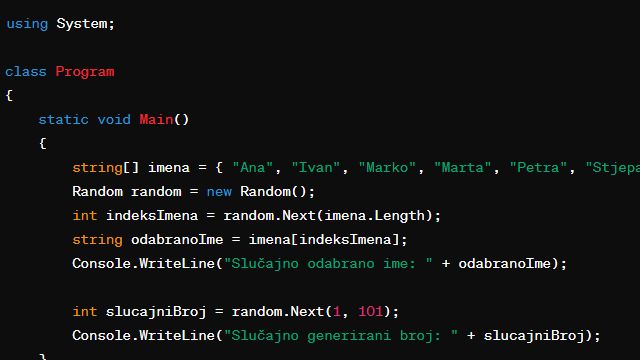 using System;
class Program
{
static void Main()
{
string[] imena = { "Ana", "Ivan", "Marko", "Marta", "Petra", "Stjepa
Random random = new Random();
int indeksImena = random.Next(imena.Length);
string odabranoIme = imena[indeksImena];
Console.WriteLine("Slučajno odabrano ime: " + odabranoIme);
int slucajniBroj = random.Next(1, 101);
Console.WriteLine("Slučajno generirani broj: " + slucajniBroj);
}